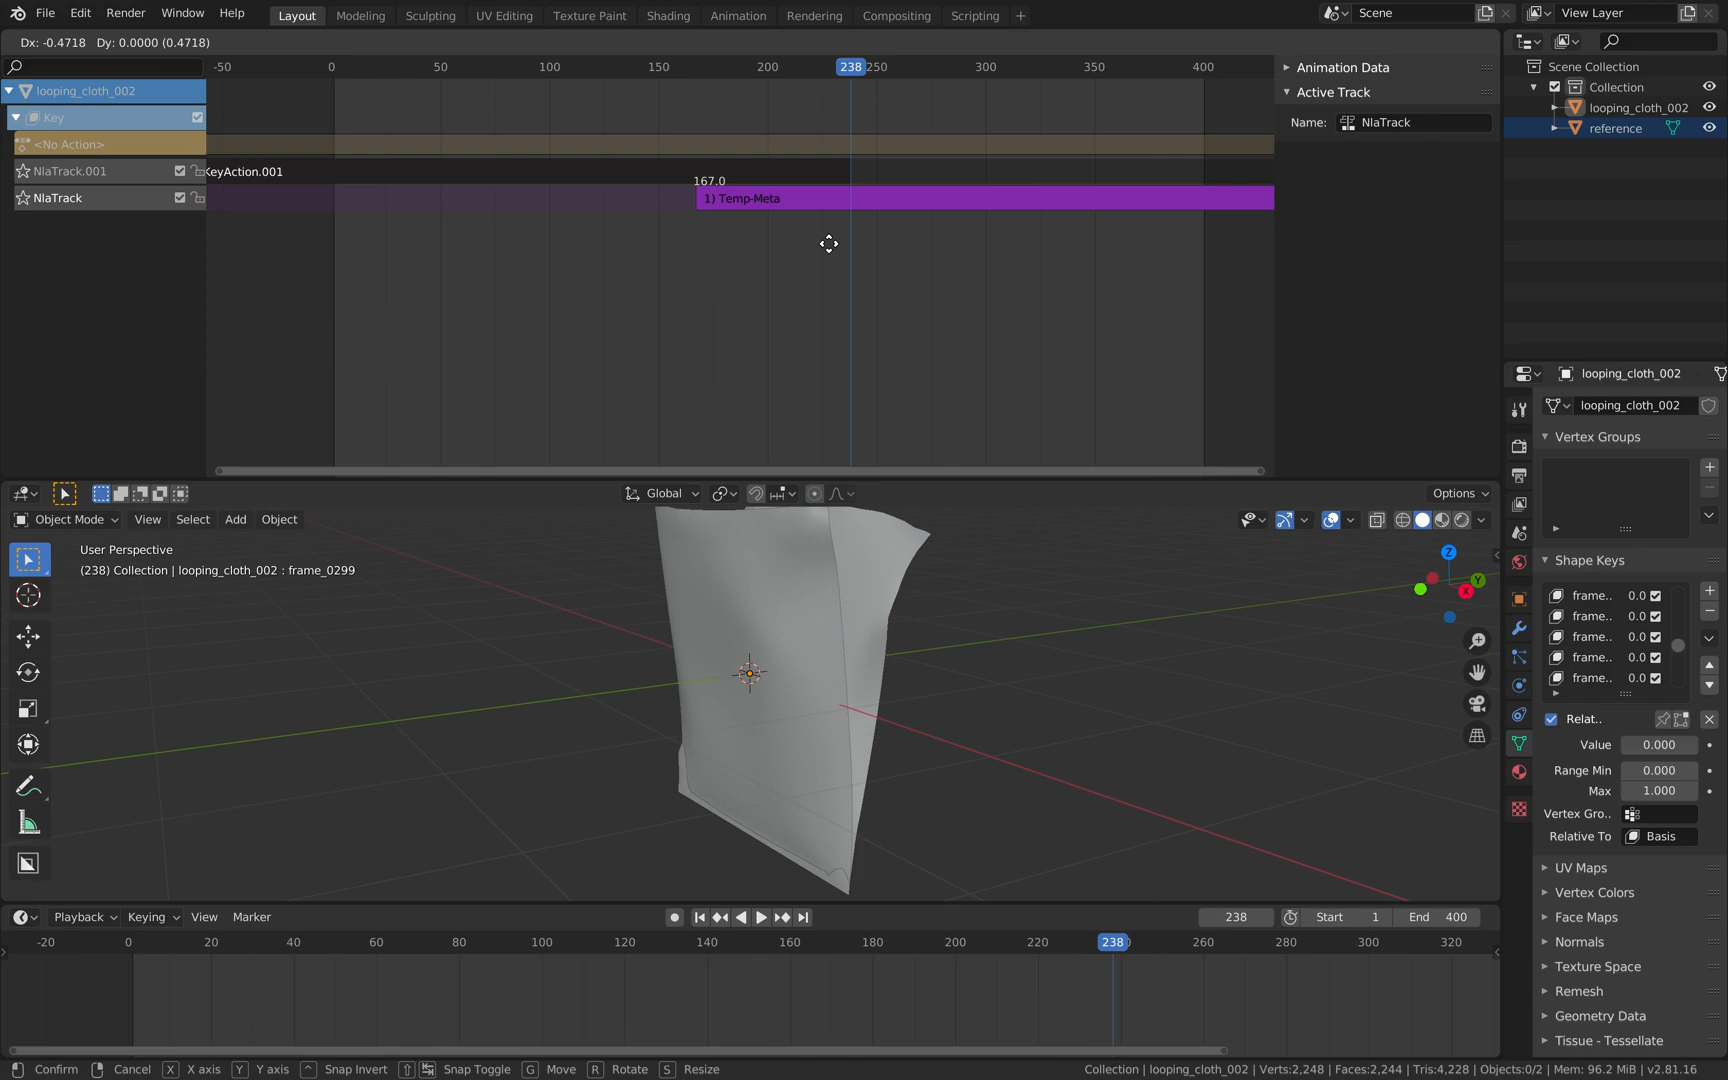 File Edit Render Window Help Layout Modeling Sculpting UV Editing Texture Paint Shading Animation Rendering Compositing Scripting + Scene View Layer
Dx: -0.4718 Dy: 0.0000 (0.4718)
-50 0 50 100 150 200 238 250 300 350 400
looping_cloth_002
Key
<No Action>
NlaTrack.001
KeyAction.001
NlaTrack
167.0
1) Temp-Meta
Animation Data
Active Track
Name: NlaTrack
Scene Collection
Collection
looping_cloth_002
reference
Global
Options
Object Mode View Select Add Object
User Perspective
(238) Collection | looping_cloth_002 : frame_0299
Z
Y
X
looping_cloth_002
looping_cloth_002
Vertex Groups
Shape Keys
frame.. 0.0
frame.. 0.0
frame.. 0.0
frame.. 0.0
frame.. 0.0
Relat..
Value 0.000
Range Min 0.000
Max 1.000
Vertex Gro..
Relative To Basis
UV Maps
Vertex Colors
Face Maps
Normals
Texture Space
Remesh
Geometry Data
Tissue - Tessellate
Playback Keying View Marker 238 Start 1 End 400
-20 0 20 40 60 80 100 120 140 160 180 200 220 238 260 280 300 320
Confirm Cancel X X axis Y Y axis ^ Snap Invert Snap Toggle G Move R Rotate S Resize
Collection | looping_cloth_002 | Verts:2,248 | Faces:2,244 | Tris:4,228 | Objects:0/2 | Mem: 96.2 MiB | v2.81.16